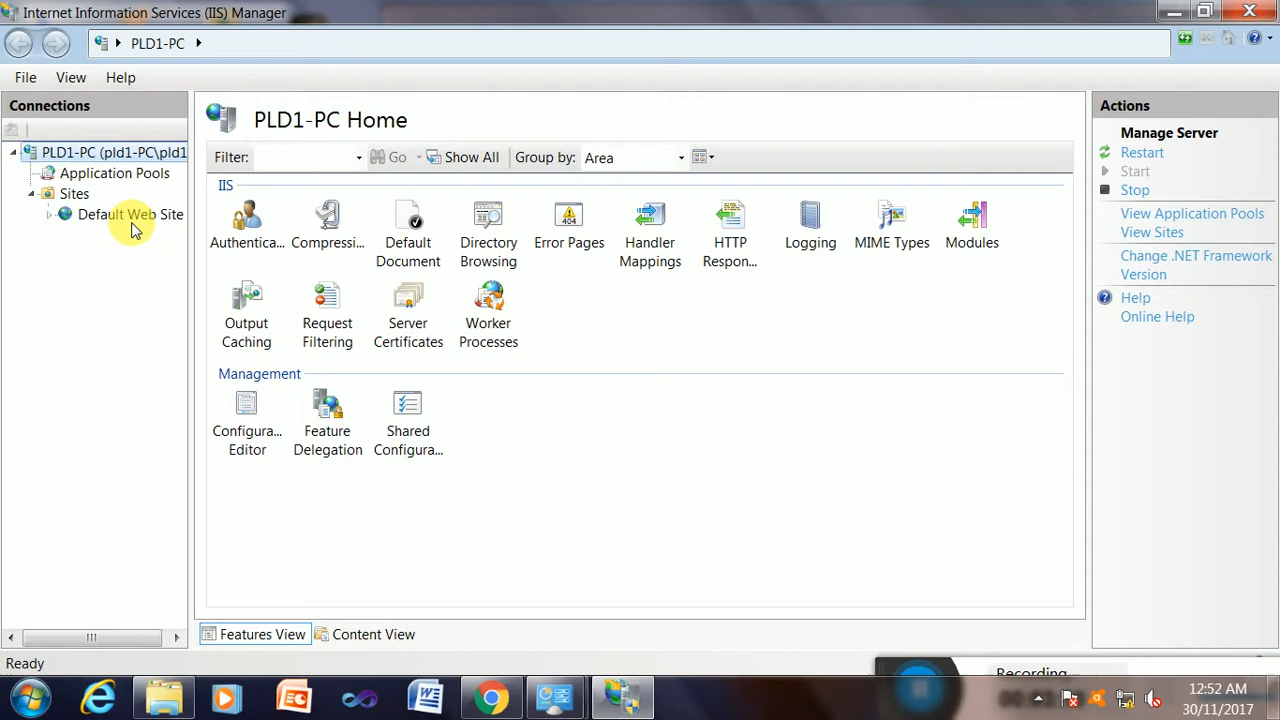 Internet Information Services (IIS) Manager
PLD1-PC
File View Help
Connections
PLD1-PC (pld1-PC\pld1
Application Pools
Sites
Default Web Site
PLD1-PC Home
Filter: Go Show All Group by: Area
IIS
Authentica... Compressi... Default Document Directory Browsing Error Pages Handler Mappings HTTP Respon... Logging MIME Types Modules
404
Output Caching Request Filtering Server Certificates Worker Processes
Management
Configura... Editor Feature Delegation Shared Configura...
Features View Content View
Actions
Manage Server
Restart
Start
Stop
View Application Pools
View Sites
Change .NET Framework
Version
Help
Online Help
Ready
Recording
12:52 AM
30/11/2017